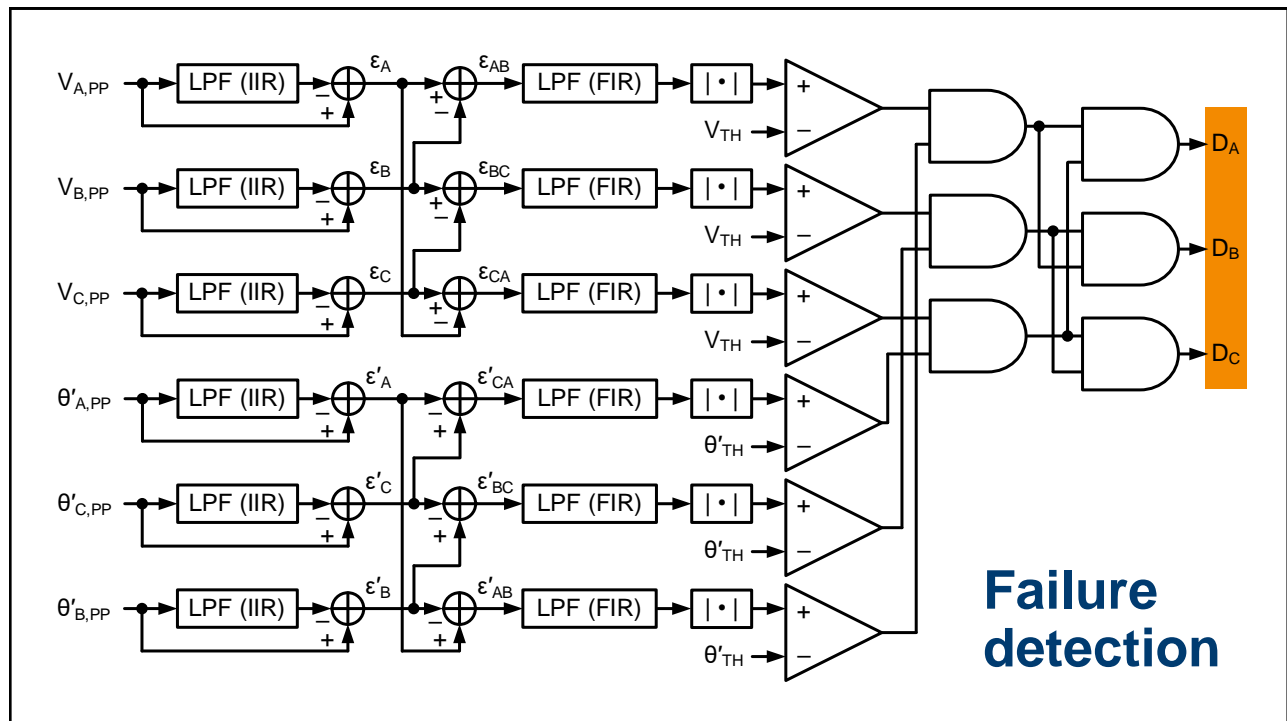 V_A,PP LPF (IIR) − + ε_A + − ε_AB LPF (FIR) | • | + − V_TH
V_B,PP LPF (IIR) − + ε_B + − ε_BC LPF (FIR) | • | + − V_TH
V_C,PP LPF (IIR) − + ε_C + − ε_CA LPF (FIR) | • | + − V_TH
θ′_A,PP LPF (IIR) − + ε′_A − ε′_CA LPF (FIR) | • | + − θ′_TH
θ′_C,PP LPF (IIR) − + ε′_C − ε′_BC LPF (FIR) | • | + − θ′_TH
θ′_B,PP LPF (IIR) − + ε′_B − ε′_AB LPF (FIR) | • | + − θ′_TH
D_A
D_B
D_C
Failure
detection